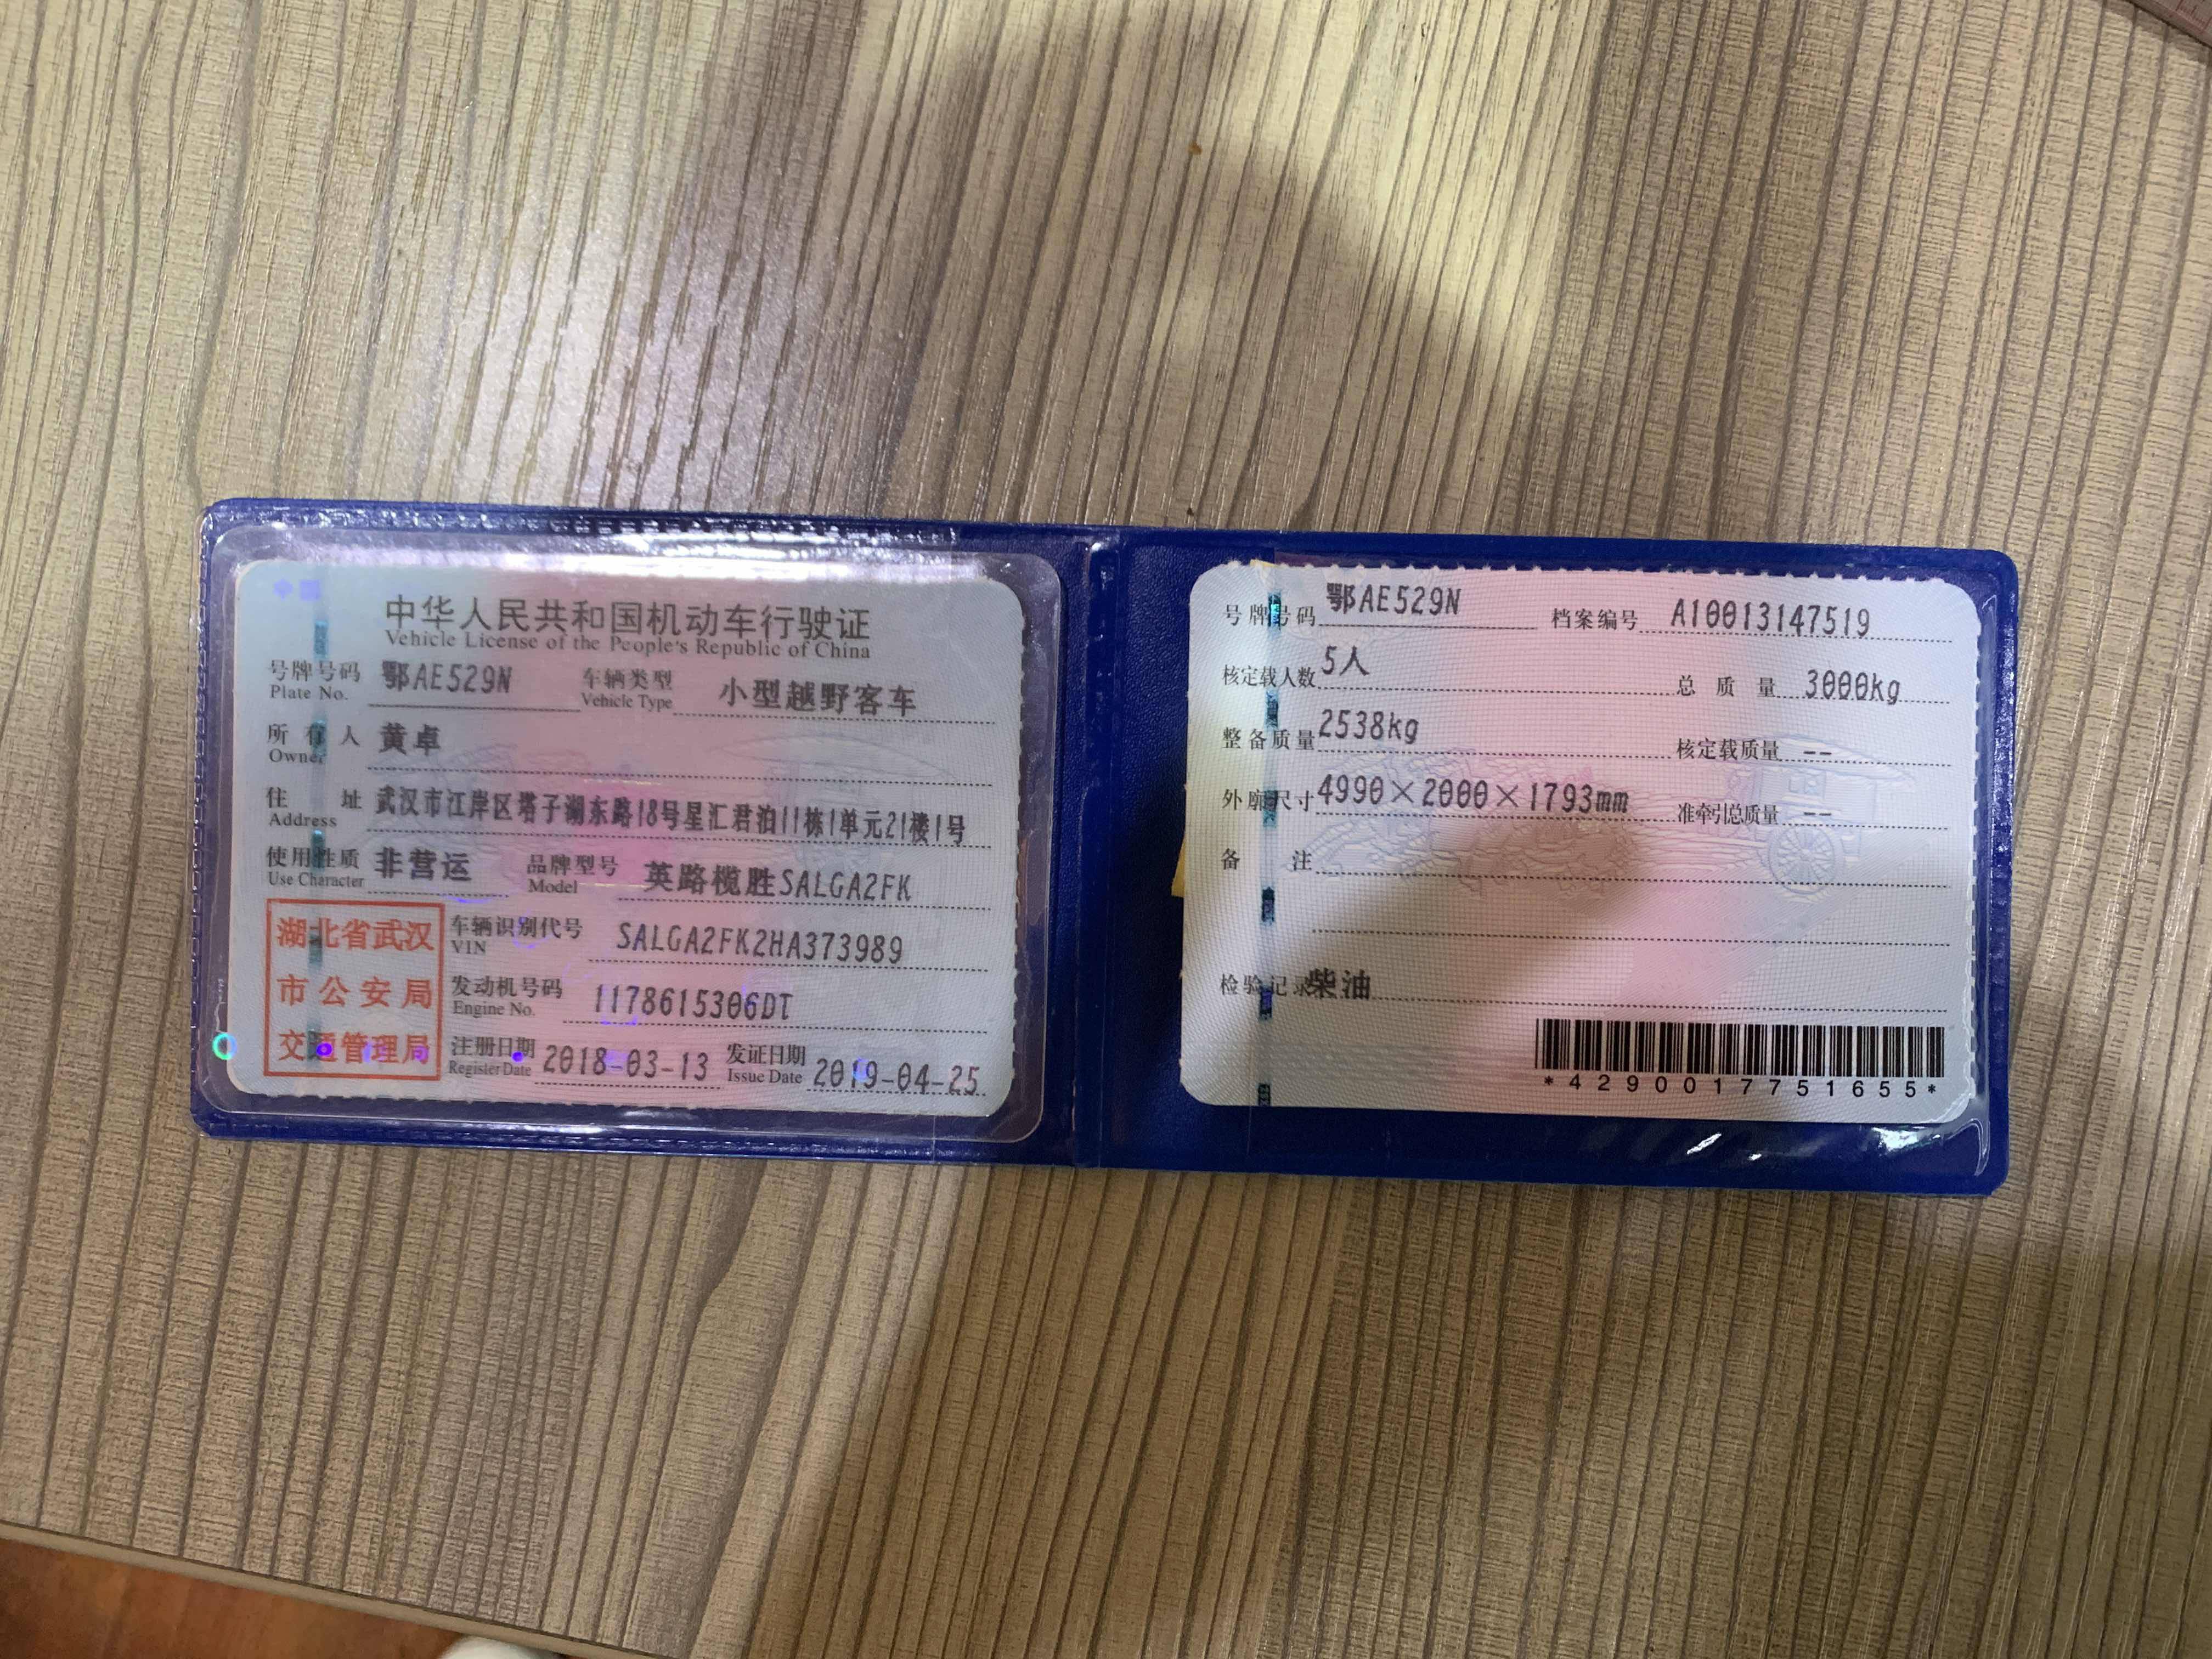 中华人民共和国机动车行驶证
Vehicle License of the People's Republic of China
号牌号码 鄂AE529N 车辆类型 小型越野客车
Plate No. Vehicle Type
所有人 黄卓
Owner
住址 武汉市江岸区塔子湖东路18号星汇君泊11栋1单元21楼1号
Address
使用性质 非营运 品牌型号 英路揽胜SALGA2FK
Use Character Model
湖北省武汉
市公安局
交通管理局
车辆识别代号 SALGA2FK2HA373989
VIN
发动机号码 1178615306DT
Engine No.
注册日期 2018-03-13 发证日期 2019-04-25
Register Date Issue Date
号牌号码 鄂AE529N 档案编号 A10013147519
核定载人数 5人 总质量 3000kg
整备质量 2538kg 核定载质量 --
外廓尺寸 4990×2000×1793mm 准牵引总质量 --
备注
检验记录 柴油
*4290017751655*